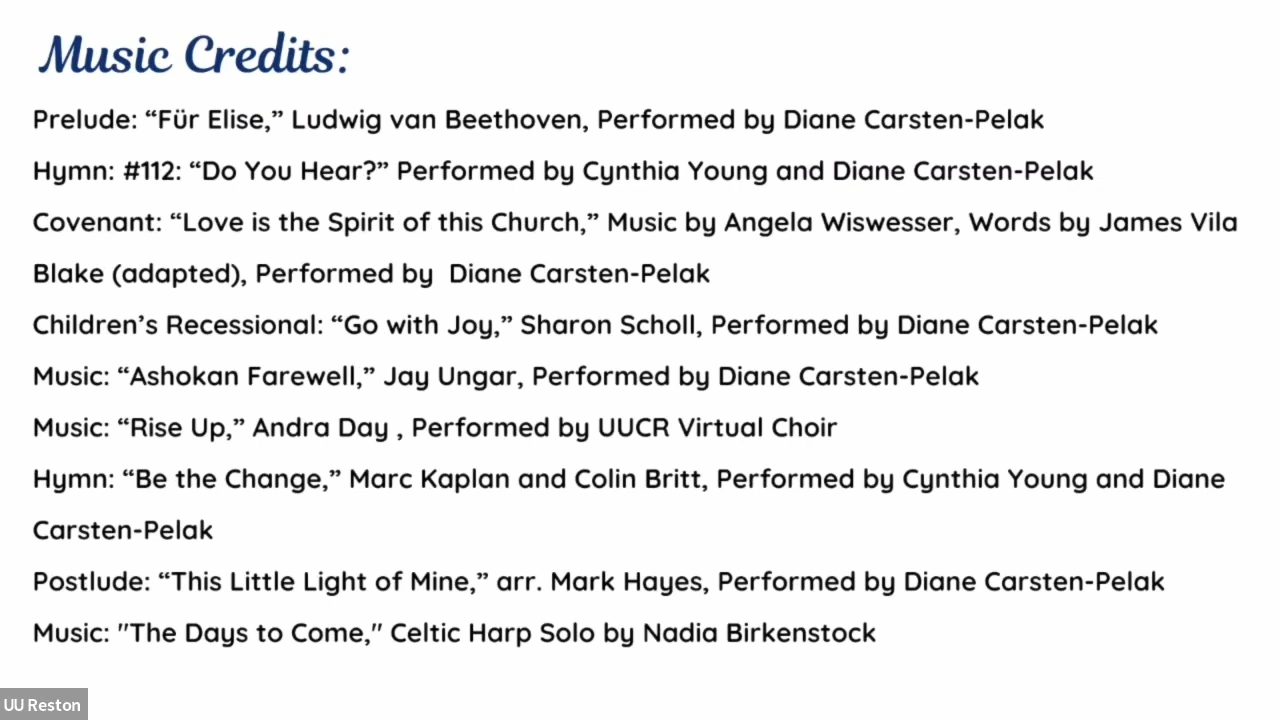 Music Credits:
Prelude: “Für Elise,” Ludwig van Beethoven, Performed by Diane Carsten-Pelak
Hymn: #112: “Do You Hear?” Performed by Cynthia Young and Diane Carsten-Pelak
Covenant: “Love is the Spirit of this Church,” Music by Angela Wiswesser, Words by James Vila
Blake (adapted), Performed by  Diane Carsten-Pelak
Children’s Recessional: “Go with Joy,” Sharon Scholl, Performed by Diane Carsten-Pelak
Music: “Ashokan Farewell,” Jay Ungar, Performed by Diane Carsten-Pelak
Music: “Rise Up,” Andra Day , Performed by UUCR Virtual Choir
Hymn: “Be the Change,” Marc Kaplan and Colin Britt, Performed by Cynthia Young and Diane
Carsten-Pelak
Postlude: “This Little Light of Mine,” arr. Mark Hayes, Performed by Diane Carsten-Pelak
Music: "The Days to Come," Celtic Harp Solo by Nadia Birkenstock
UU Reston